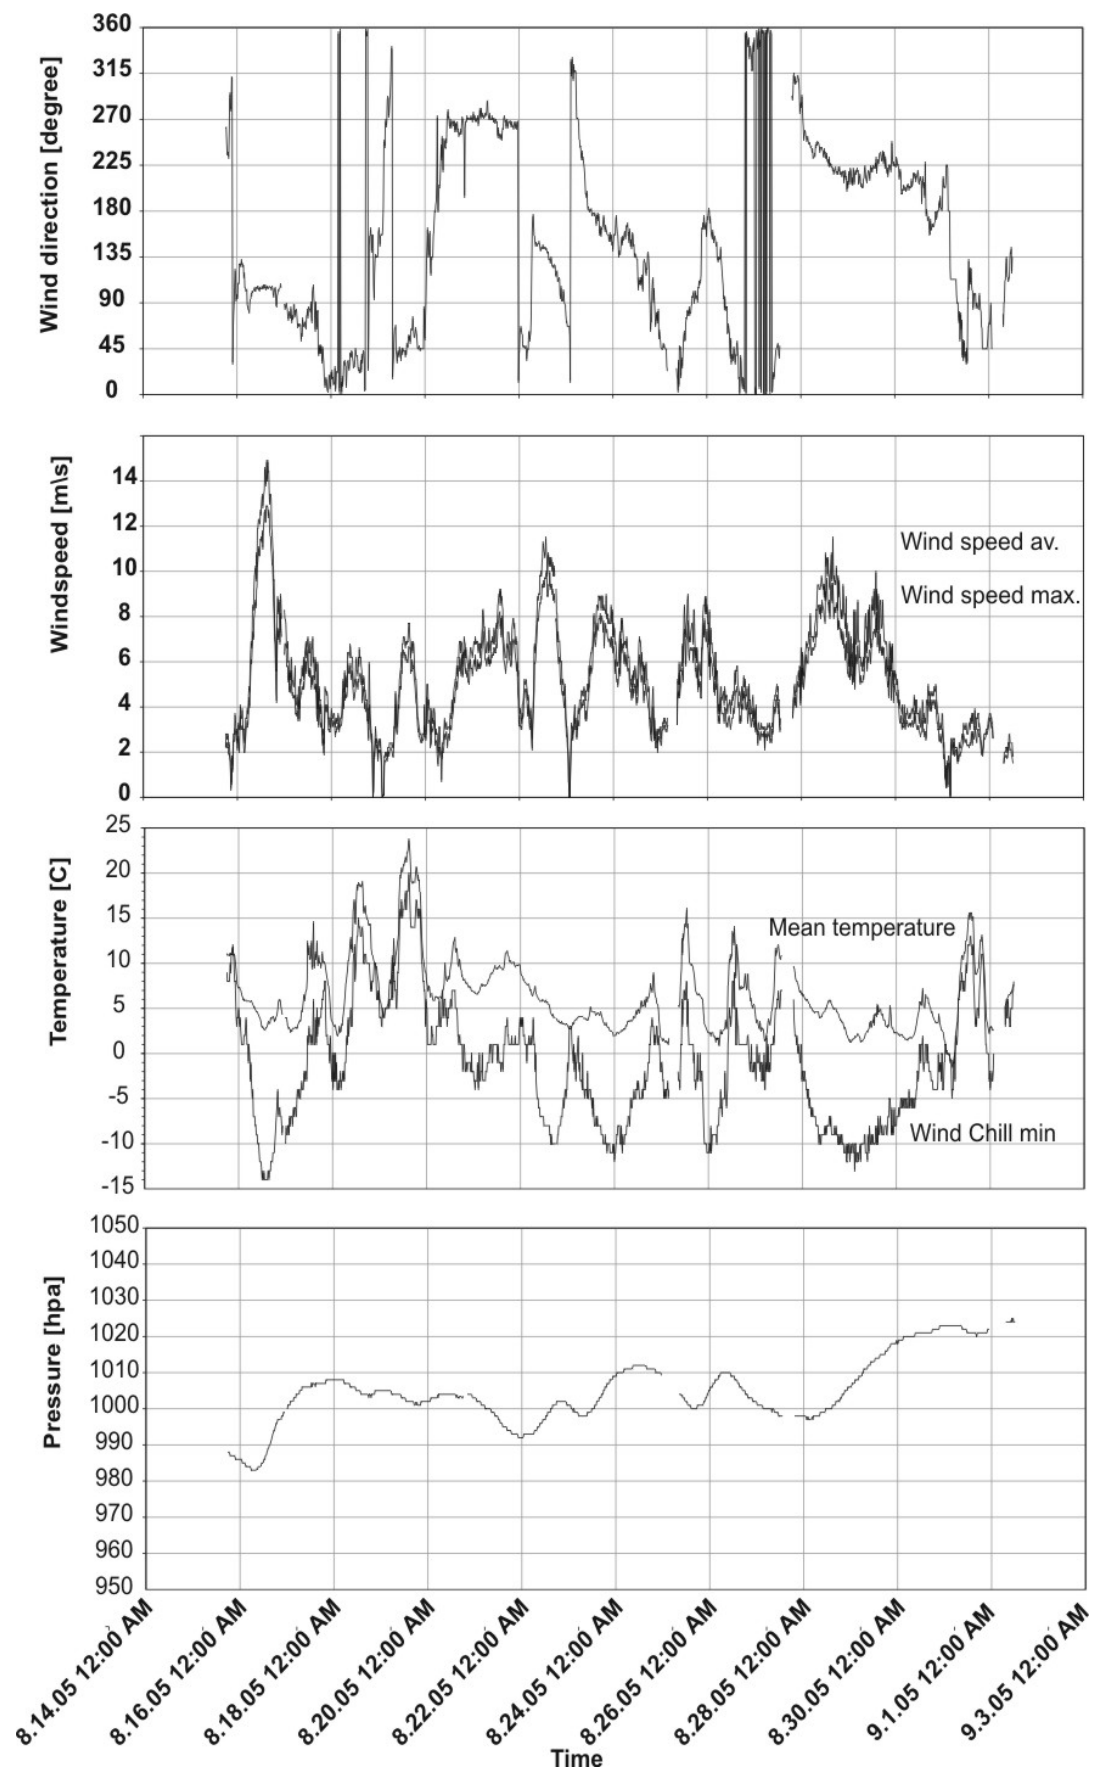 Wind direction [degree]
360
315
270
225
180
135
90
45
0
Windspeed [m\s]
14
12
10
8
6
4
2
0
Wind speed av.
Wind speed max.
Temperature [C]
25
20
15
10
5
0
-5
-10
-15
Mean temperature
Wind Chill min
Pressure [hpa]
1050
1040
1030
1020
1010
1000
990
980
970
960
950
8.14.05 12:00 AM
8.16.05 12:00 AM
8.18.05 12:00 AM
8.20.05 12:00 AM
8.22.05 12:00 AM
8.24.05 12:00 AM
8.26.05 12:00 AM
8.28.05 12:00 AM
8.30.05 12:00 AM
9.1.05 12:00 AM
9.3.05 12:00 AM
Time